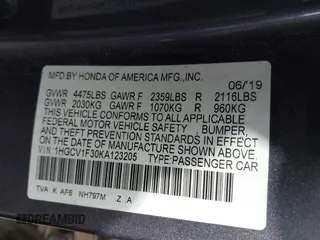 MFD.BY HONDA OF AMERICA MFG.,INC.
06/'19
GVWR 4475LBS GAWR F 2359LBS R 2116LBS
GVWR 2030KG GAWR F 1070KG R 960KG
THIS VEHICLE CONFORMS TO ALL APPLICABLE
FEDERAL MOTOR VEHICLE SAFETY, BUMPER, AND
THEFT PREVENTION STANDARDS IN EFFECT ON THE
DATE OF MANUFACTURE SHOWN ABOVE.
V.I.N.:1HGCV1F30KA123205 TYPE:PASSENGER CAR
TVA K AF6 NH797M Z A
DREAMBID